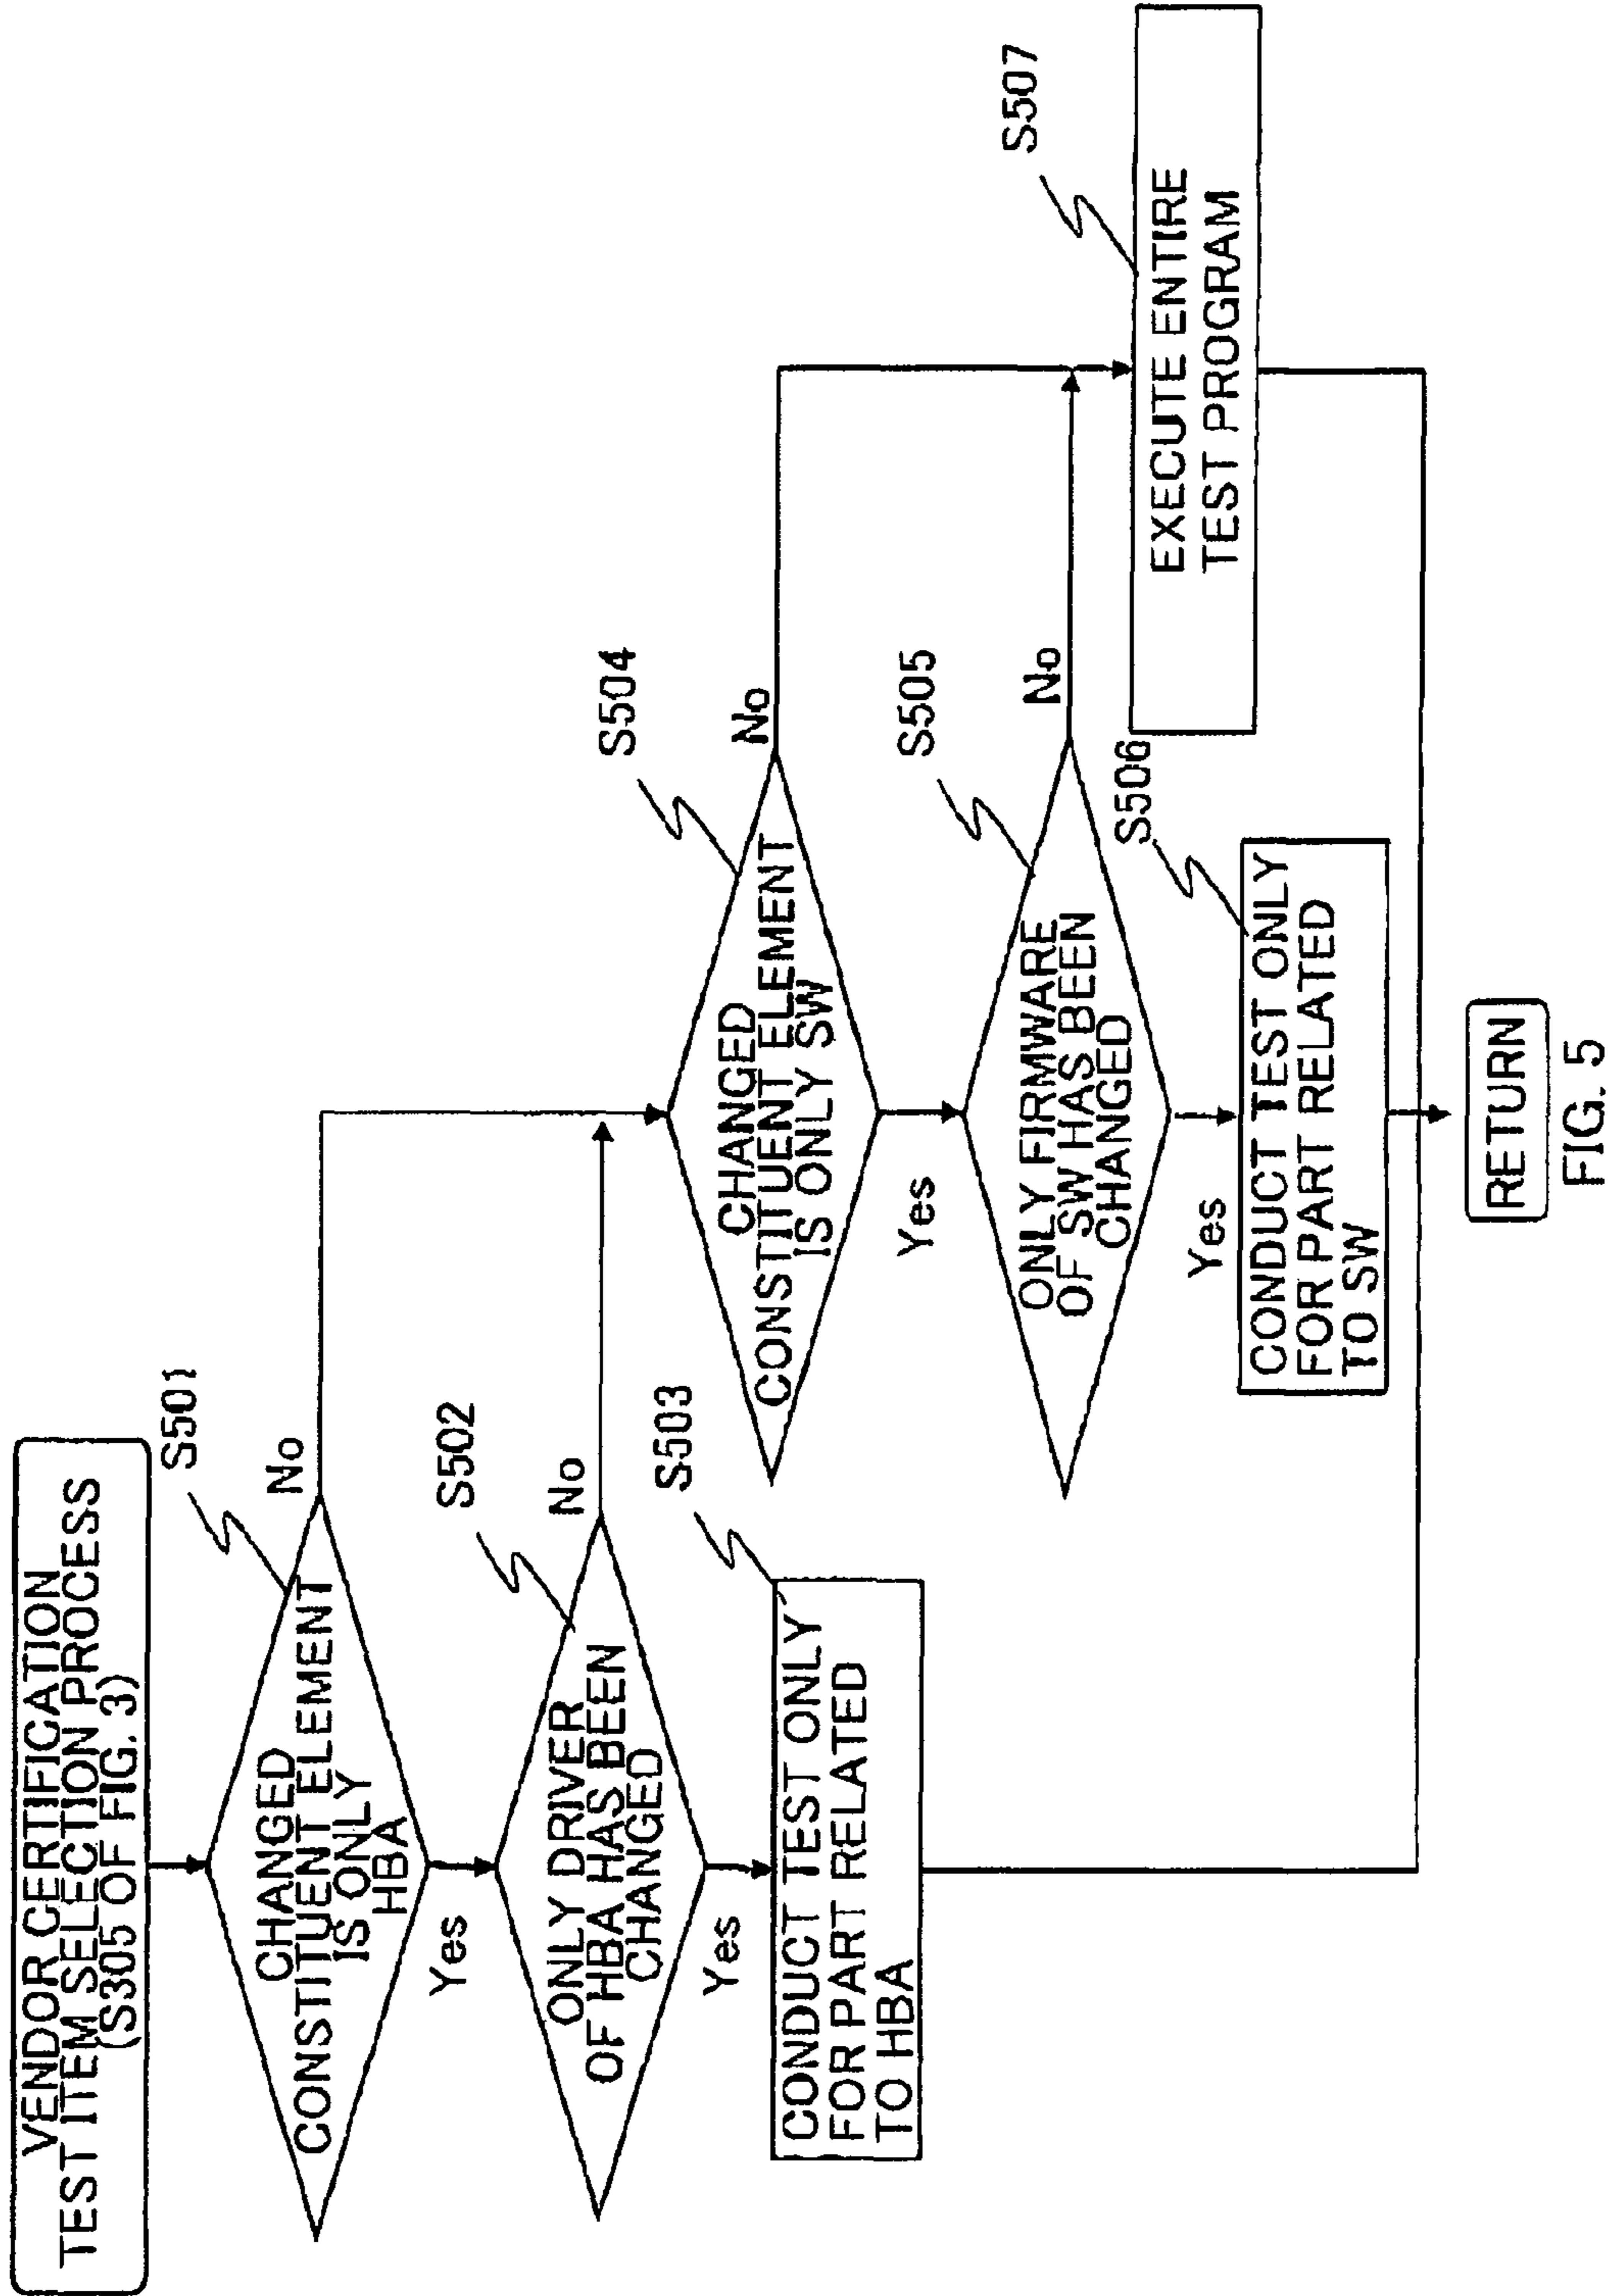 VENDOR CERTIFICATION
TEST ITEM SELECTION PROCESS
(S305 OF FIG. 3)
S501
CHANGED
CONSTITUENT ELEMENT
IS ONLY
HBA
No
Yes
S502
ONLY DRIVER
OF HBA HAS BEEN
CHANGED
No
Yes
S503
CONDUCT TEST ONLY
FOR PART RELATED
TO HBA
S504
CHANGED
CONSTITUENT ELEMENT
IS ONLY SW
No
Yes
S505
ONLY FIRMWARE
OF SW HAS BEEN
CHANGED
No
Yes
S506
CONDUCT TEST ONLY
FOR PART RELATED
TO SW
S507
EXECUTE ENTIRE
TEST PROGRAM
RETURN
FIG. 5